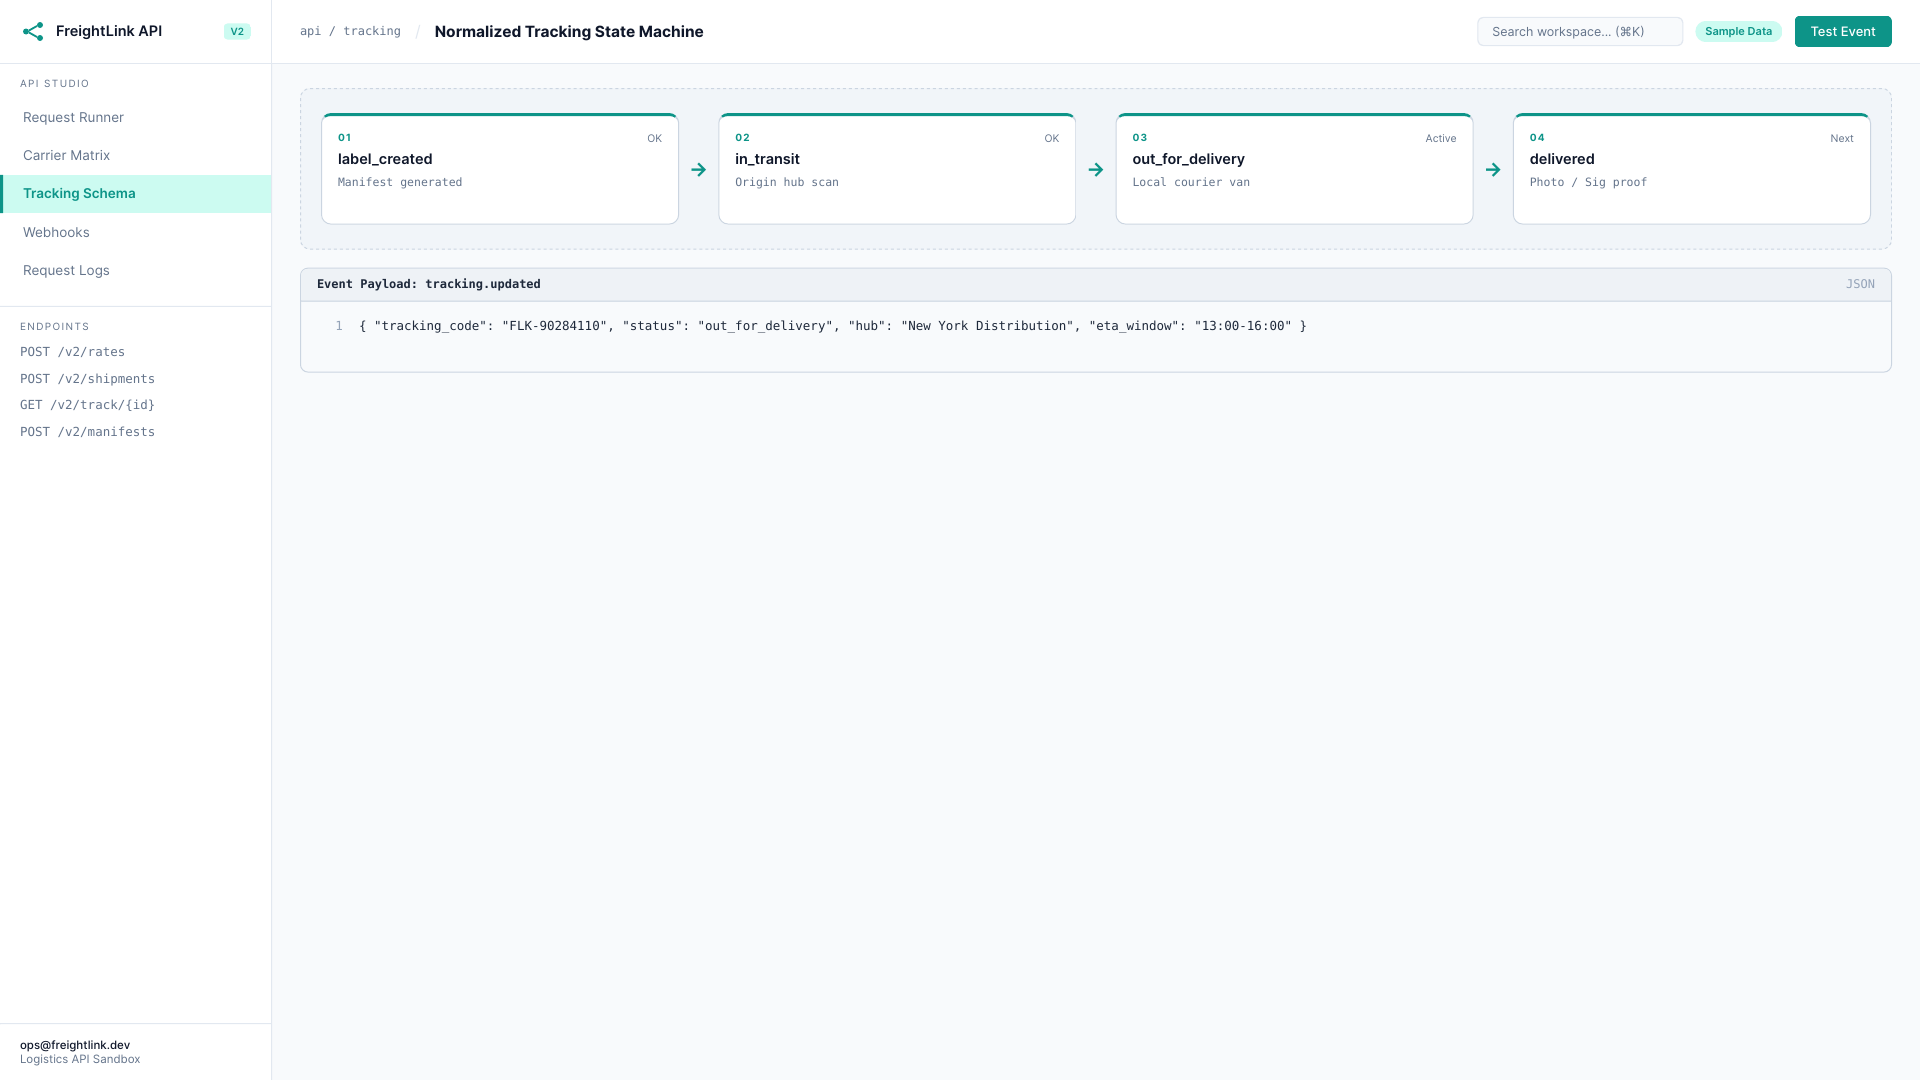 FreightLink API
V2
API STUDIO
Request Runner
Carrier Matrix
Tracking Schema
Webhooks
Request Logs
ENDPOINTS
POST /v2/rates
POST /v2/shipments
GET /v2/track/{id}
POST /v2/manifests
ops@freightlink.dev
Logistics API Sandbox
api / tracking / Normalized Tracking State Machine
Search workspace... (⌘K)
Sample Data
Test Event
01 OK
label_created
Manifest generated
→
02 OK
in_transit
Origin hub scan
→
03 Active
out_for_delivery
Local courier van
→
04 Next
delivered
Photo / Sig proof
Event Payload: tracking.updated JSON
1 { "tracking_code": "FLK-90284110", "status": "out_for_delivery", "hub": "New York Distribution", "eta_window": "13:00-16:00" }